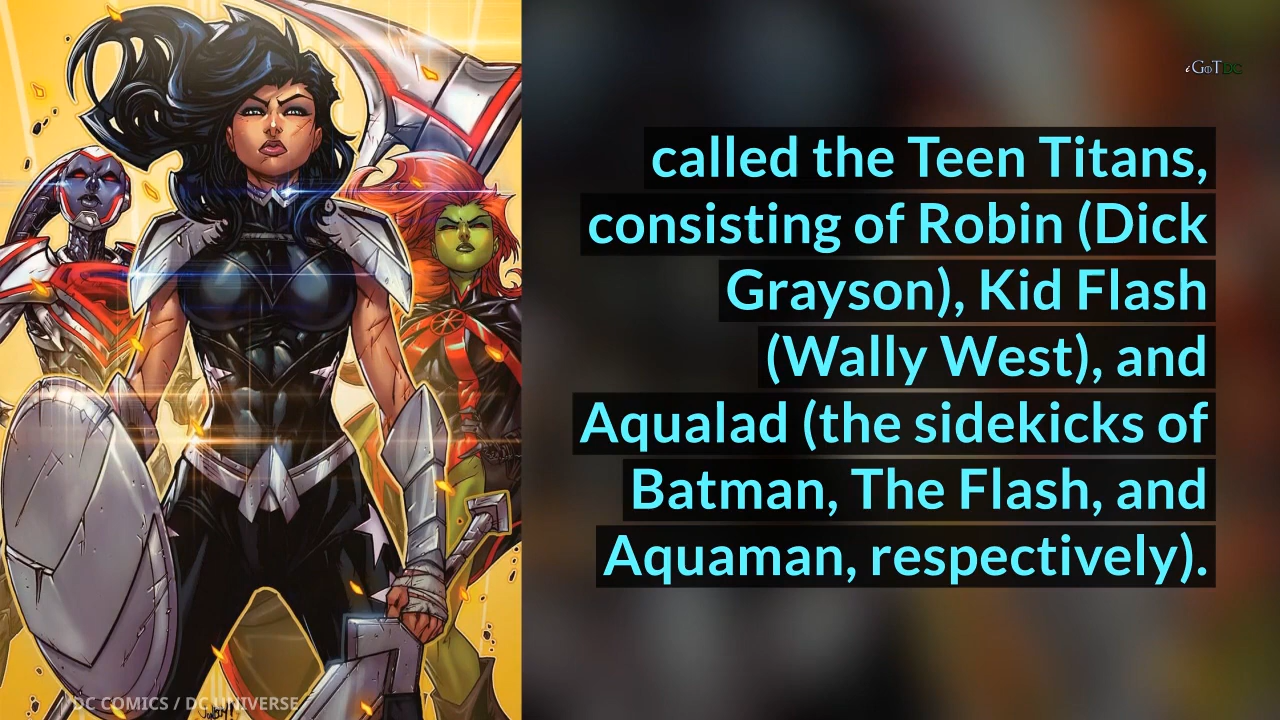 iGoTDC
called the Teen Titans,
consisting of Robin (Dick
Grayson), Kid Flash
(Wally West), and
Aqualad (the sidekicks of
Batman, The Flash, and
Aquaman, respectively).
DC COMICS / DC UNIVERSE